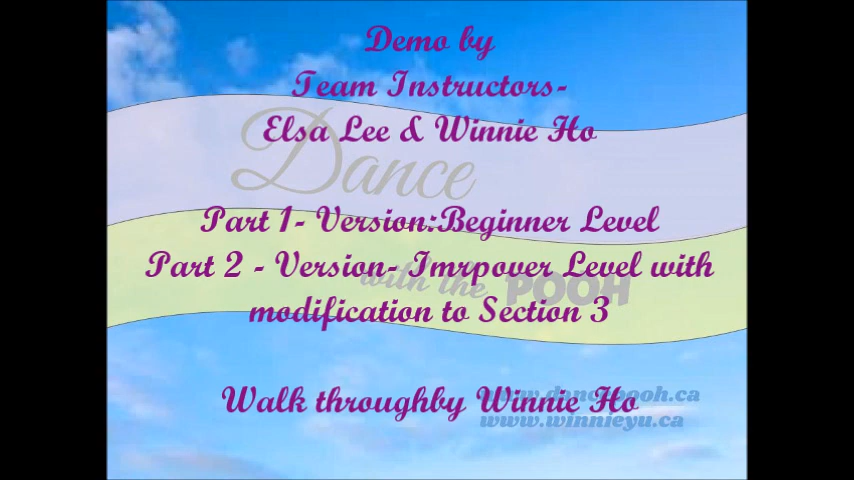 Demo by
Team Instructors-
Elsa Lee & Winnie Ho
Dance
Part 1- Version:Beginner Level
Part 2 - Version- Imrpover Level with
with the POOH
modification to Section 3
www.dancepooh.ca
Walk throughby Winnie Ho
www.winnieyu.ca